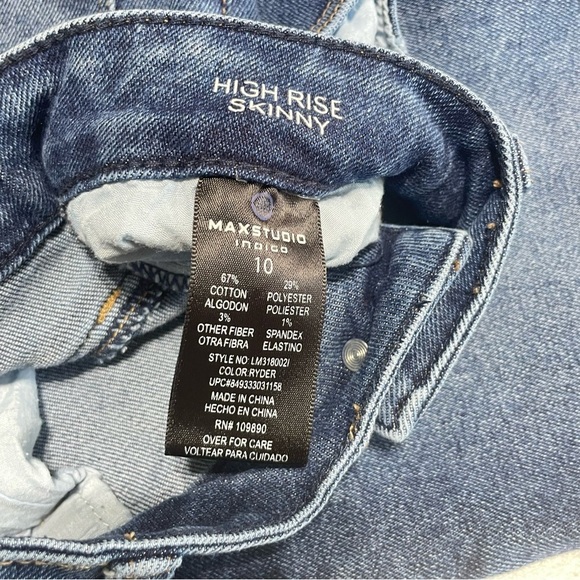 HIGH RISE
SKINNY
MAXSTUDIO
INDIGO
10
67% 29%
COTTON POLYESTER
ALGODON POLIÉSTER
3% 1%
OTHER FIBER SPANDEX
OTRA FIBRA ELASTINO
STYLE NO: LM318002I
COLOR:RYDER
UPC#849333031158
MADE IN CHINA
HECHO EN CHINA
RN# 109890
OVER FOR CARE
VOLTEAR PARA CUIDADO